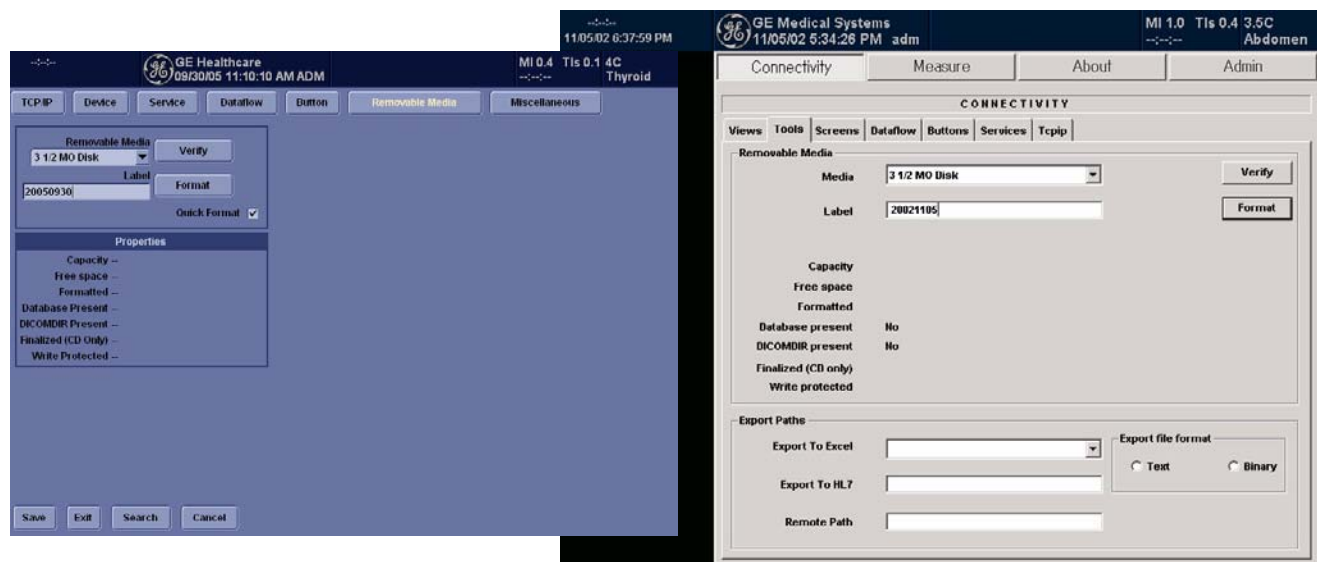 --:--:--
GE Healthcare
09/30/05 11:10:10 AM ADM
MI 0.4 TIs 0.1 4C
--:--:-- Thyroid
TCP/IP Device Service Dataflow Button Removable Media Miscellaneous
Removable Media
3 1/2 MO Disk Verify
Label
20050930 Format
Quick Format
Properties
Capacity --
Free space --
Formatted --
Database Present --
DICOMDIR Present --
Finalized (CD Only) --
Write Protected --
Save Exit Search Cancel
--:--:--
11/05/02 6:37:59 PM
GE Medical Systems
11/05/02 5:34:26 PM adm
MI 1.0 TIs 0.4 3.5C
--:--:-- Abdomen
Connectivity Measure About Admin
CONNECTIVITY
Views Tools Screens Dataflow Buttons Services Tcpip
Removable Media
Media 3 1/2 MO Disk Verify
Label 20021105 Format
Capacity
Free space
Formatted
Database present No
DICOMDIR present No
Finalized (CD only)
Write protected
Export Paths
Export To Excel
Export file format
Text Binary
Export To HL7
Remote Path